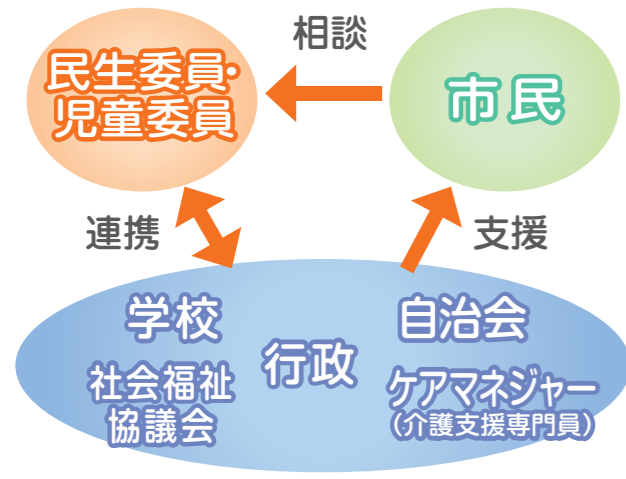 相談
民生委員・
児童委員
市民
連携
支援
学校
自治会
行政
社会福祉
協議会
ケアマネジャー
（介護支援専門員）